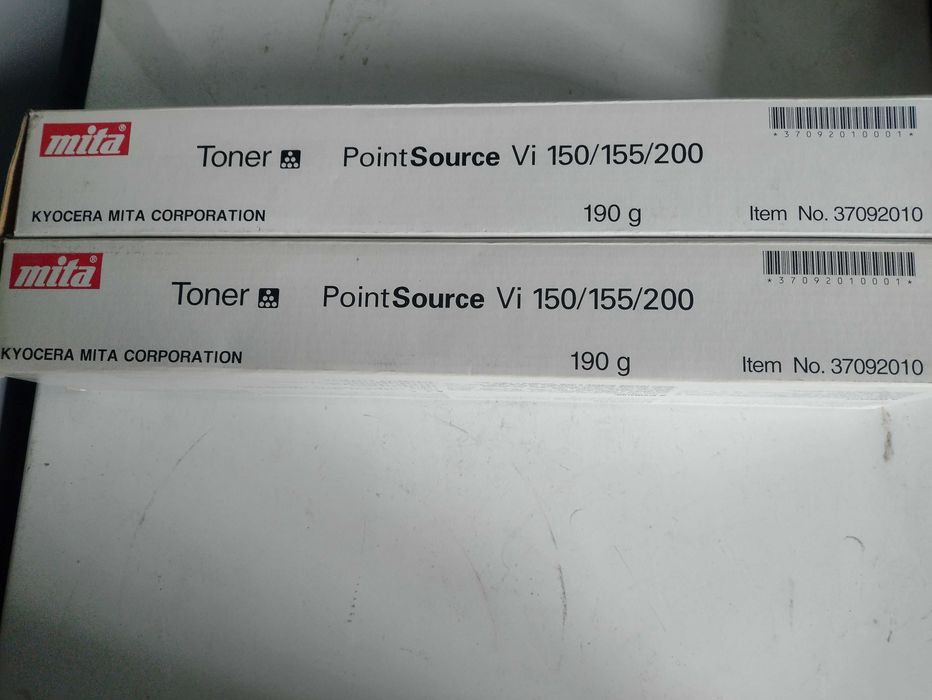 mita®
Toner PointSource Vi 150/155/200
*37092010001*
KYOCERA MITA CORPORATION 190 g Item No. 37092010
mita®
Toner PointSource Vi 150/155/200
*37092010001*
KYOCERA MITA CORPORATION 190 g Item No. 37092010